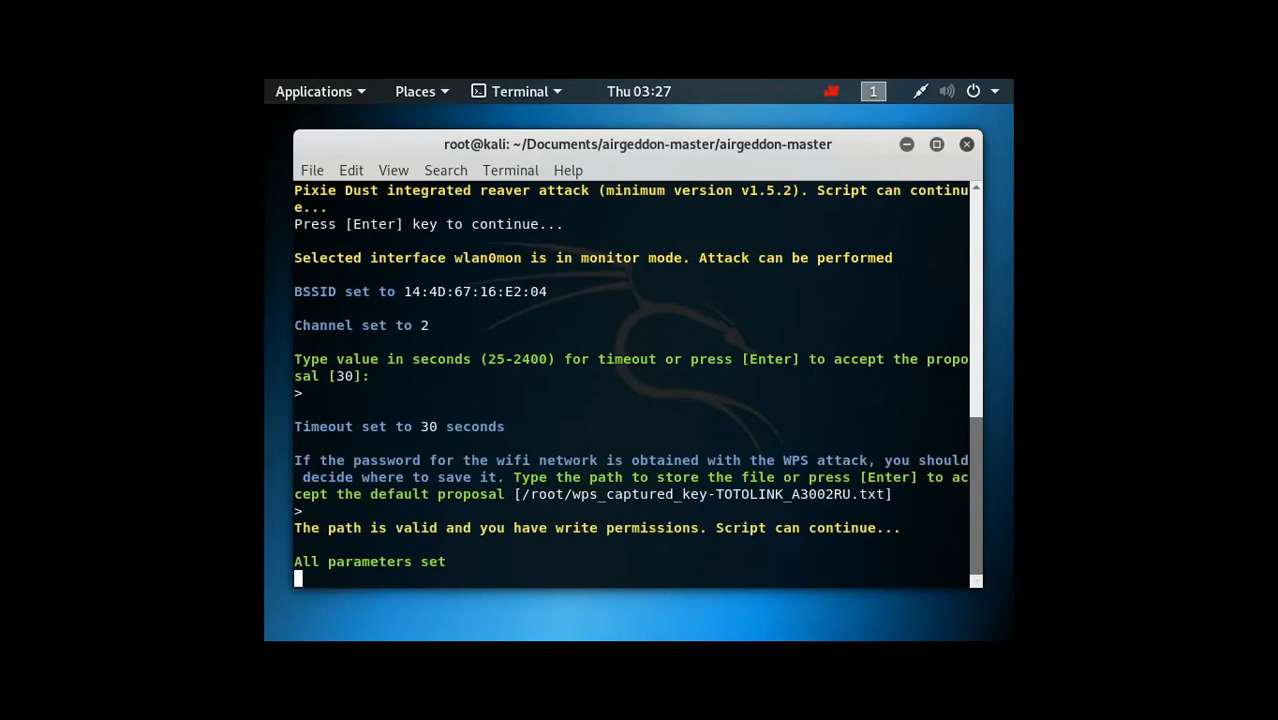 Applications Places Terminal Thu 03:27 1
root@kali: ~/Documents/airgeddon-master/airgeddon-master
File Edit View Search Terminal Help
Pixie Dust integrated reaver attack (minimum version v1.5.2). Script can continu
e...
Press [Enter] key to continue...
Selected interface wlan0mon is in monitor mode. Attack can be performed
BSSID set to 14:4D:67:16:E2:04
Channel set to 2
Type value in seconds (25-2400) for timeout or press [Enter] to accept the propo
sal [30]:
>
Timeout set to 30 seconds
If the password for the wifi network is obtained with the WPS attack, you should
decide where to save it. Type the path to store the file or press [Enter] to ac
cept the default proposal [/root/wps_captured_key-TOTOLINK_A3002RU.txt]
>
The path is valid and you have write permissions. Script can continue...
All parameters set